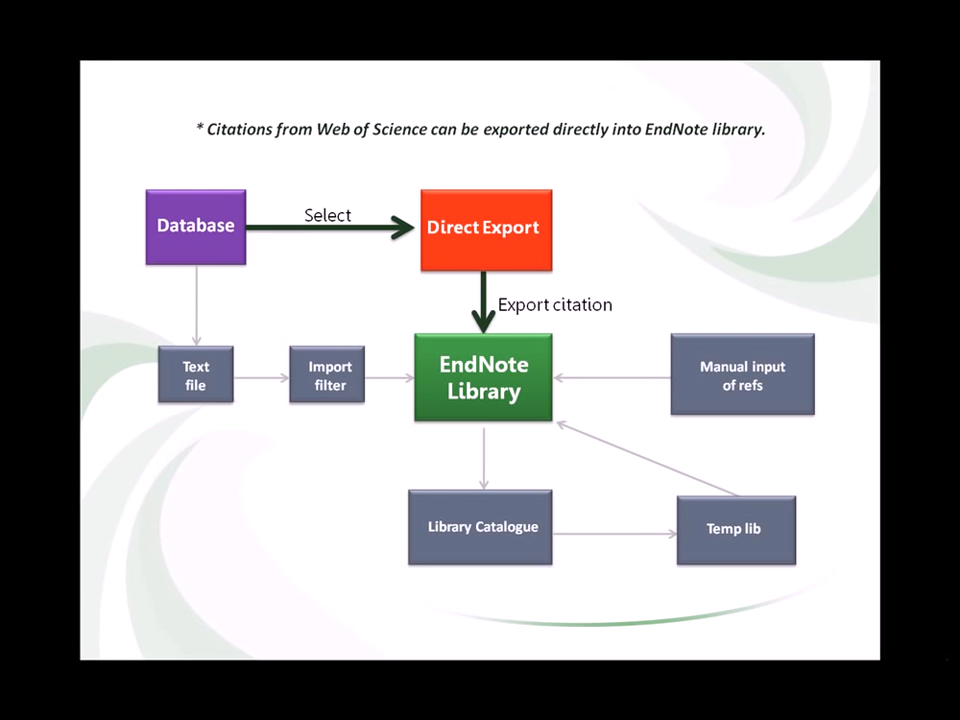 * Citations from Web of Science can be exported directly into EndNote library.
Database
Select
Direct Export
Export citation
Text
file
Import
filter
EndNote
Library
Manual input
of refs
Library Catalogue
Temp lib